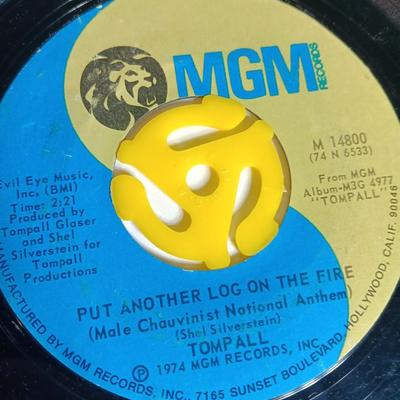 MGM
RECORDS
Evil Eye Music,
Inc. (BMI)
Time: 2:21
Produced by
Tompall Glaser
and Shel
Silverstein for
Tompall
Productions
M 14800
(74 N 6533)
From MGM
Album-M3G 4977
"TOMPALL"
PUT ANOTHER LOG ON THE FIRE
(Male Chauvinist National Anthem)
(Shel Silverstein)
TOMPALL
℗ 1974 MGM RECORDS, INC.
MANUFACTURED BY MGM RECORDS, INC., 7165 SUNSET BOULEVARD, HOLLYWOOD, CALIF. 90046